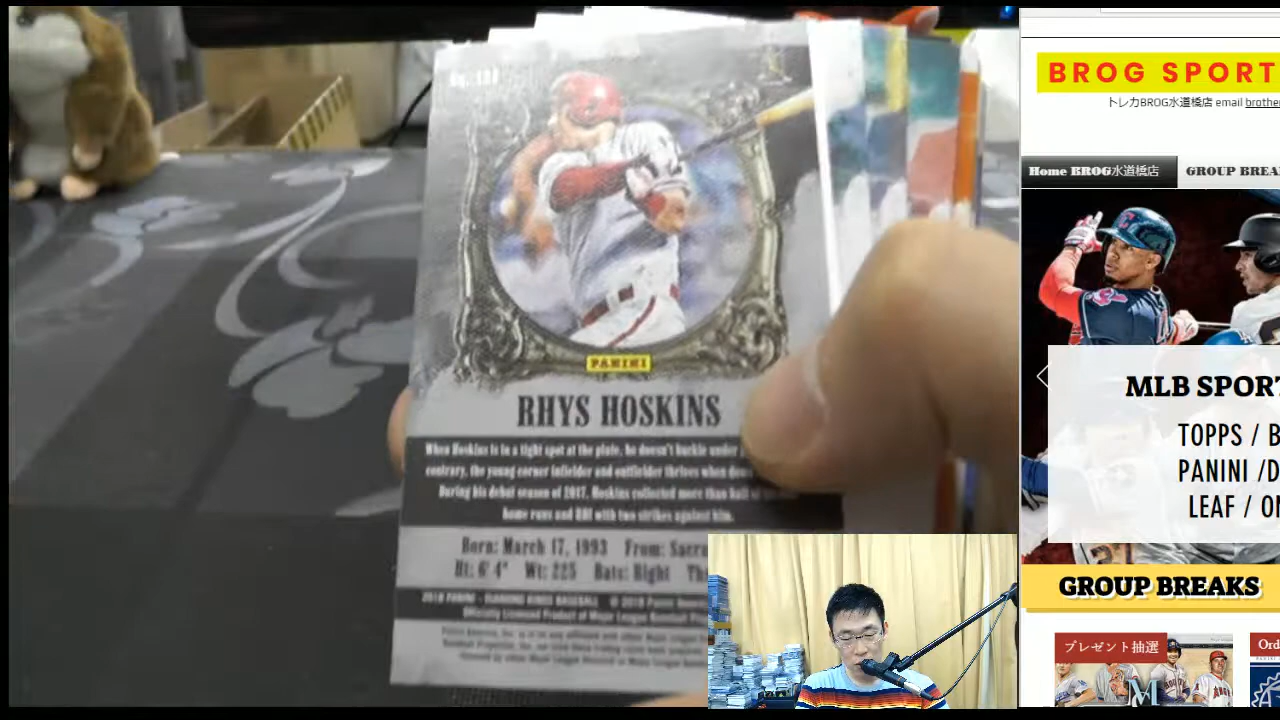 PANINI
RHYS HOSKINS
When Hoskins is in a tight spot at the plate, he doesn't buckle under
contrary, the young corner infielder and outfielder thrives when
During his debut season of 2017, Hoskins collected more than half
home runs and RBI with two strikes against him.
Born: March 17, 1993 From:
Ht: 6' 4" Wt: 225 Bats: Right
2018 PANINI - DIAMOND KINGS BASEBALL © 2018 Panini
Officially Licensed Product of Major League Baseball
BROG SPORT
トレカBROG水道橋店 email brothe
Home BROG水道橋店
GROUP BREA
MLB SPORT
TOPPS / B
PANINI /D
LEAF / O
GROUP BREAKS
プレゼント抽選
Ord